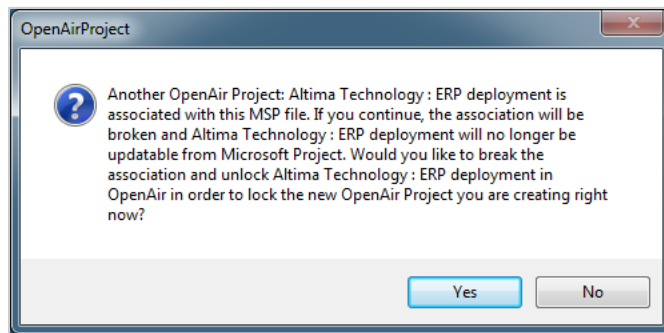 OpenAirProject
Another OpenAir Project: Altima Technology : ERP deployment is
associated with this MSP file. If you continue, the association will be
broken and Altima Technology : ERP deployment will no longer be
updatable from Microsoft Project. Would you like to break the
association and unlock Altima Technology : ERP deployment in
OpenAir in order to lock the new OpenAir Project you are creating right
now?
Yes
No